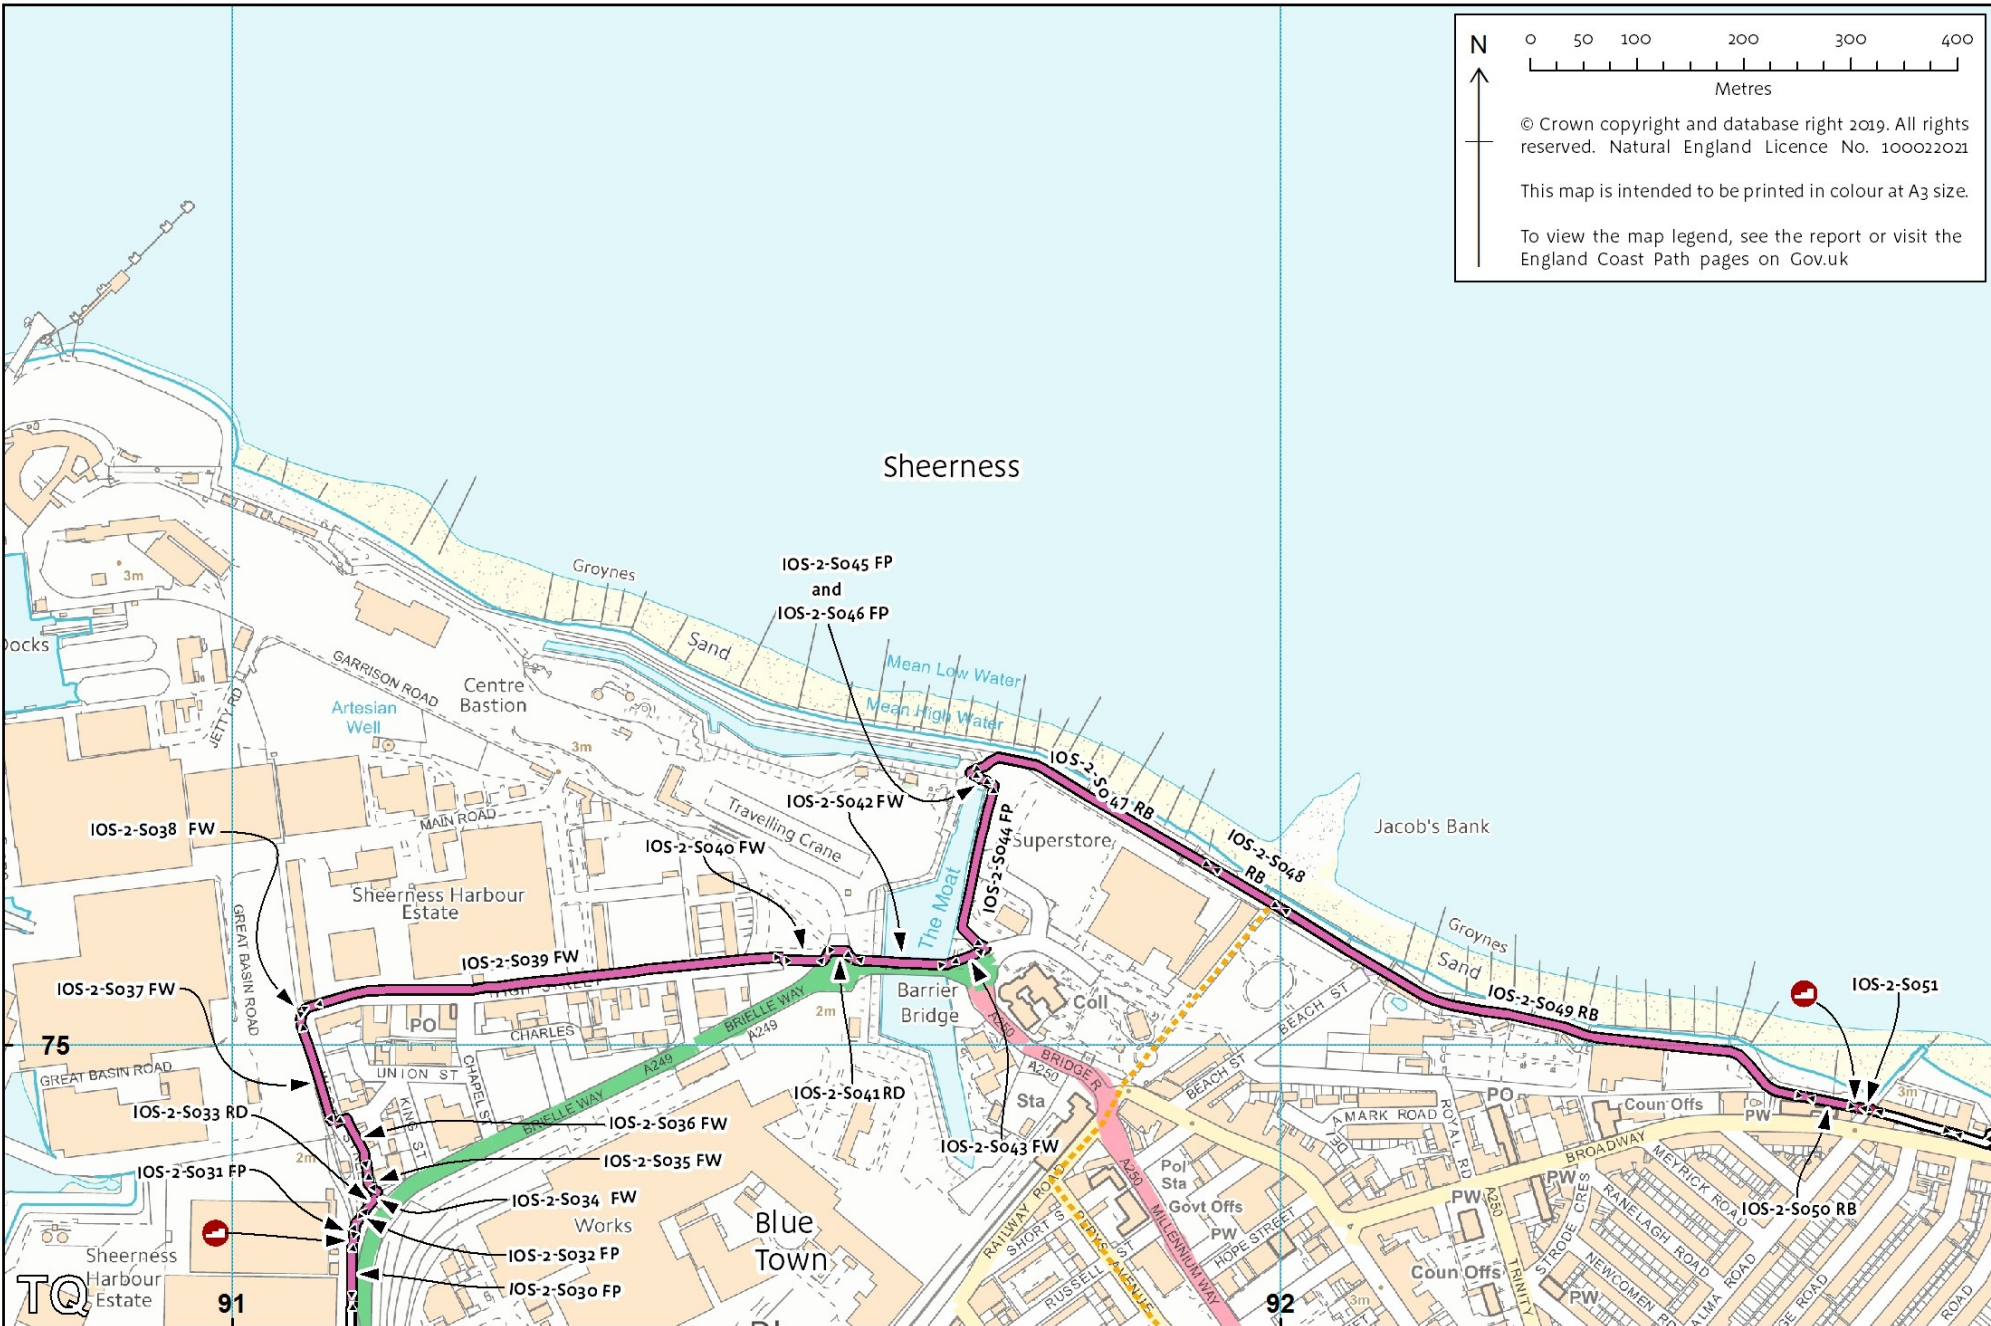 N
0 50 100 200 300 400
Metres
© Crown copyright and database right 2019. All rights
reserved. Natural England Licence No. 100022021
This map is intended to be printed in colour at A3 size.
To view the map legend, see the report or visit the
England Coast Path pages on Gov.uk
Sheerness
IOS-2-S045 FP
and
IOS-2-S046 FP
Groynes
Sand
Mean Low Water
Mean High Water
3m
Docks
GARRISON ROAD
Centre
Bastion
Artesian
Well
JETTY RD
3m
IOS-2-S047 RB
IOS-2-S042 FW
Travelling Crane
MAIN ROAD
IOS-2-S038 FW
IOS-2-S040 FW
IOS-2-S044 FP
Superstore
IOS-2-S048
RB
Jacob's Bank
Sheerness Harbour
Estate
The Moat
GREAT BASIN ROAD
IOS-2-S039 FW
HIGH STREET
Groynes
Sand
IOS-2-S037 FW
BRIELLE WAY
A249
2m
Barrier
Bridge
Coll
A250
BEACH ST
IOS-2-S049 RB
IOS-2-S051
PO
CHARLES
75
GREAT BASIN ROAD
UNION ST
CHAPEL ST
KING ST
A249
BRIELLE WAY
IOS-2-S041 RD
BRIDGE R
A250
BEACH ST
Sta
MARK ROAD
ROYAL RD
PO
Coun Offs
PW
3m
IOS-2-S033 RD
IOS-2-S036 FW
IOS-2-S043 FW
BROADWAY
2m
IOS-2-S031 FP
IOS-2-S035 FW
IOS-2-S034 FW
Works
Blue
Town
RAILWAY ROAD
SHORT S
RUSSELL
AVENUE
A250
MILLENNIUM WAY
Pol
Sta
Govt Offs
PW
HOPE STREET
PW
A250
TRINITY
PW
STRODE CRES
MEYRICK ROAD
RANELAGH ROAD
NEWCOMEN RD
ALMA ROAD
IOS-2-S050 RB
Sheerness
Harbour
Estate
IOS-2-S032 FP
IOS-2-S030 FP
Coun Offs
PW
3m
ROAD
TQ
91
92